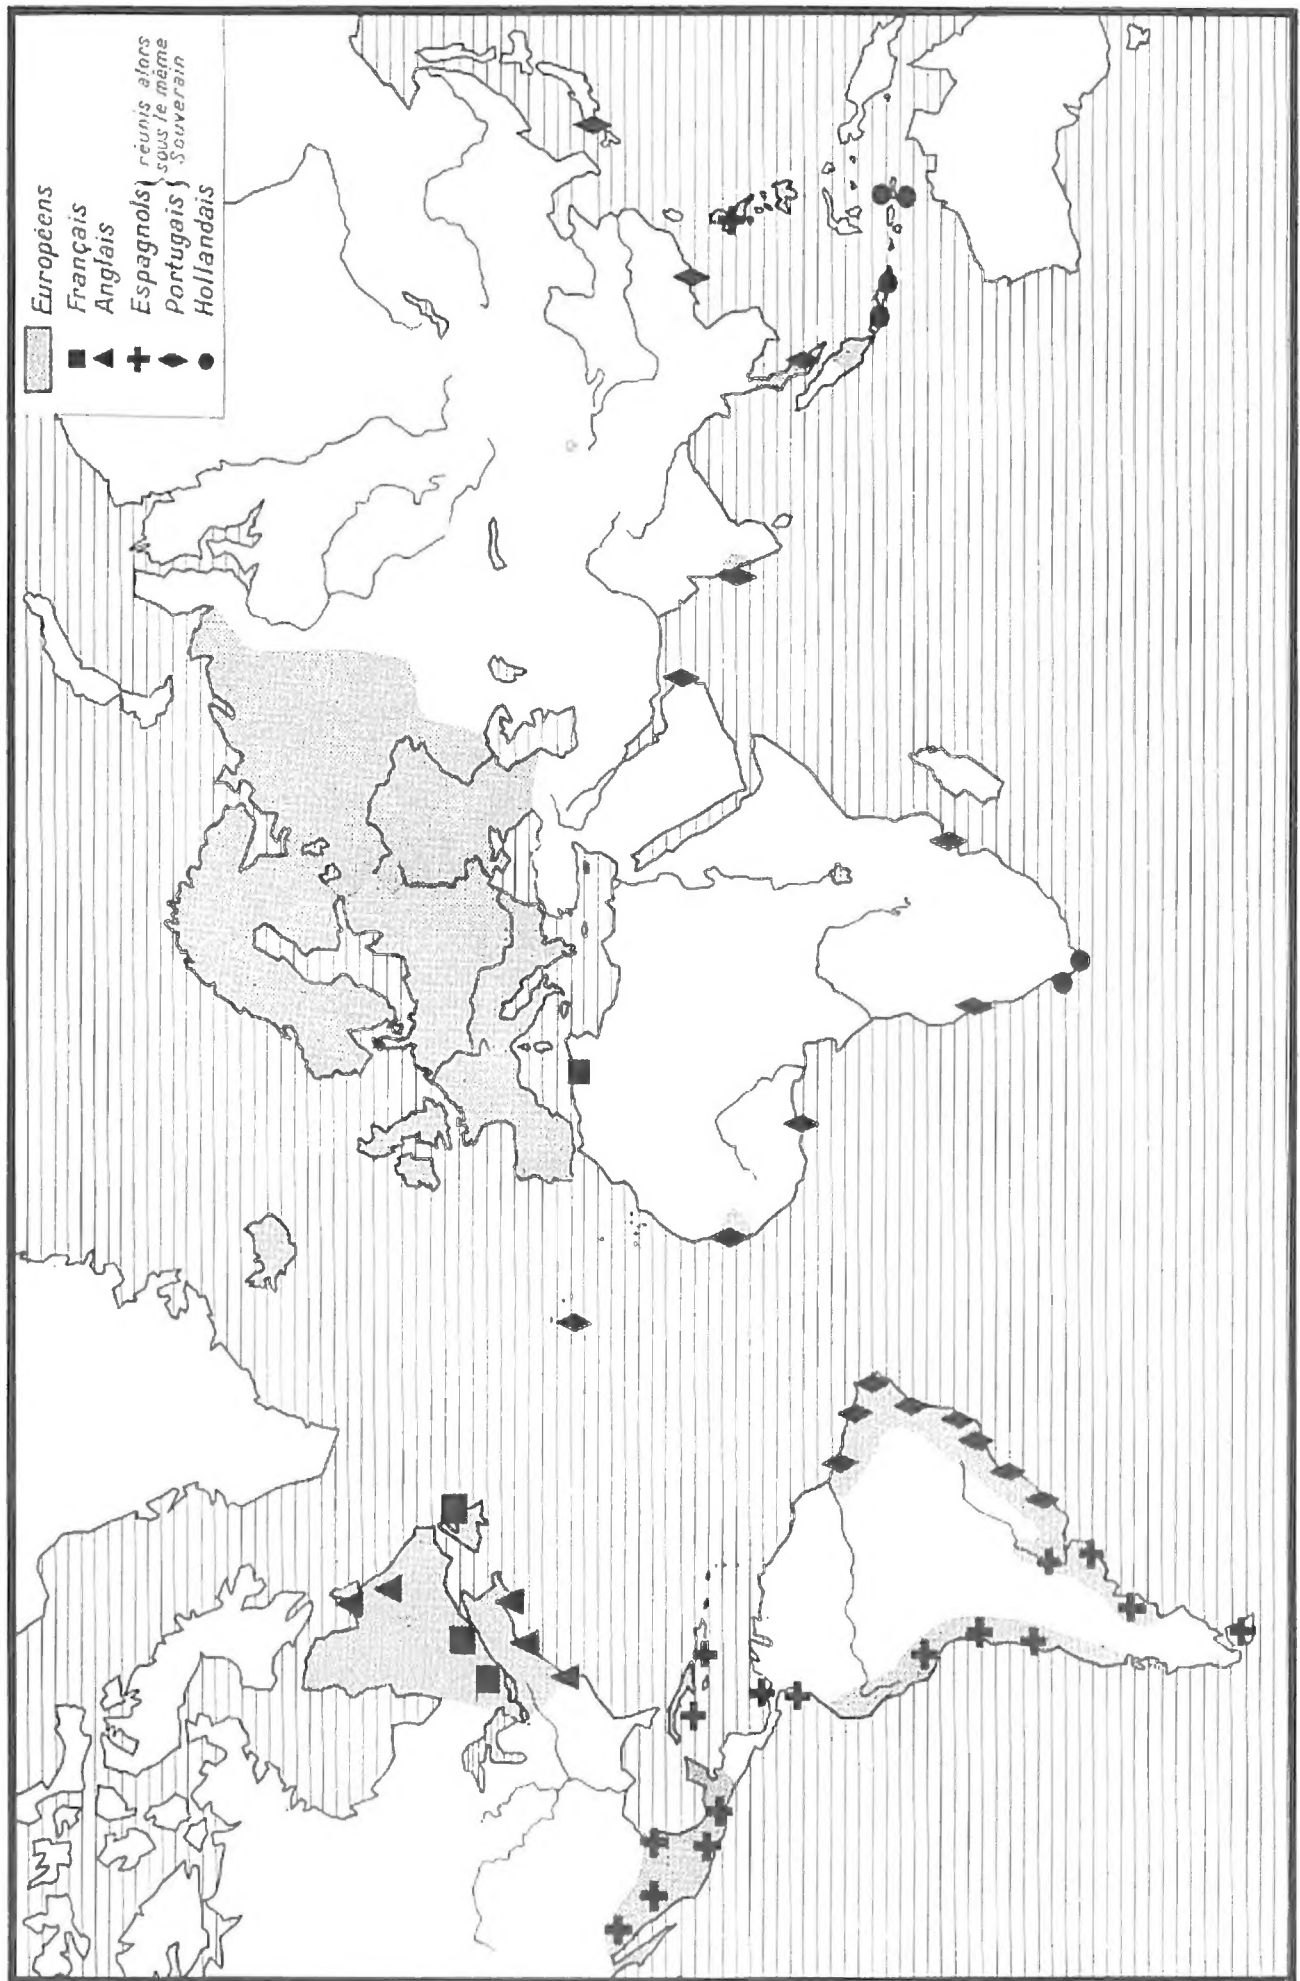 Européens
Français
Anglais
Espagnols } réunis alors
Portugais } sous le même
Souverain
Hollandais